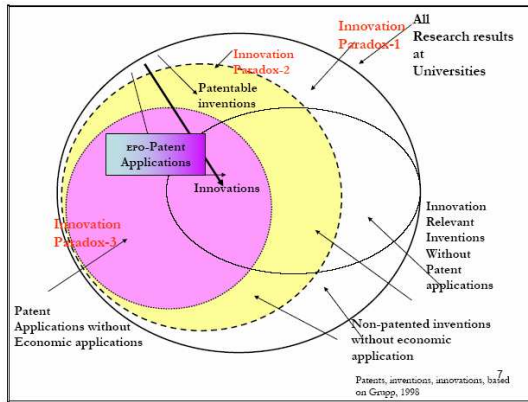 Innovation
Paradox-1
All
Research results
at
Universities
Innovation
Paradox-2
Patentable
inventions
EPO-Patent
Applications
Innovations
Innovation
Paradox-3
Innovation
Relevant
Inventions
Without
Patent
applications
Patent
Applications without
Economic applications
Non-patented inventions
without economic
application
7
Patents, inventions, innovations, based
on Grupp, 1998